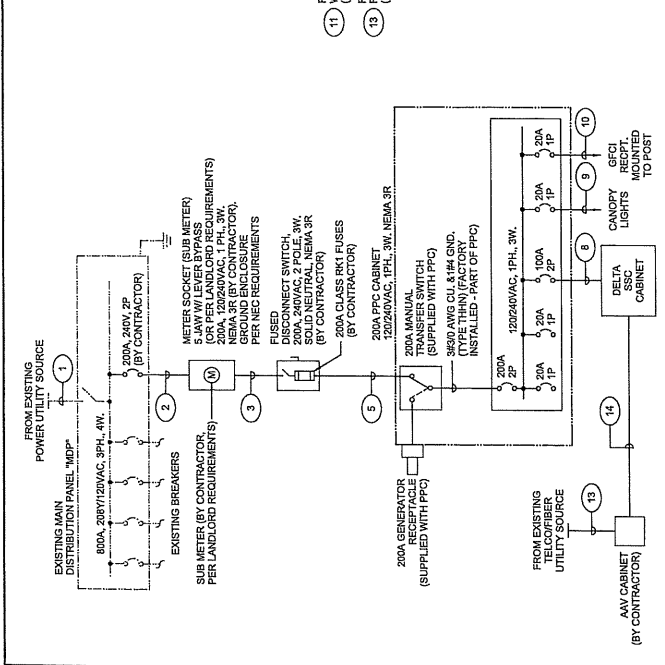 FROM EXISTING
POWER UTILITY SOURCE
1
EXISTING MAIN
DISTRIBUTION PANEL "MDP"
800A, 208Y/120VAC, 3PH., 4W.
200A, 240V, 2P
(BY CONTRACTOR)
EXISTING BREAKERS
2
METER SOCKET (SUB METER)
5 JAW W/ LEVER BYPASS
(OR PER LANDLORD REQUIREMENTS)
200A, 120/240VAC, 1 PH., 3W.
NEMA 3R (BY CONTRACTOR).
GROUND ENCLOSURE
PER NEC REQUIREMENTS
M
SUB METER (BY CONTRACTOR,
PER LANDLORD REQUIREMENTS)
3
FUSED
DISCONNECT SWITCH,
200A, 240VAC, 2 POLE, 3W.
SOLID NEUTRAL, NEMA 3R
(BY CONTRACTOR)
200A CLASS RK1 FUSES
(BY CONTRACTOR)
5
200A PPC CABINET
120/240VAC, 1PH., 3W. NEMA 3R
200A MANUAL
TRANSFER SWITCH
(SUPPLIED WITH PPC)
200A GENERATOR
RECEPTACLE
(SUPPLIED WITH PPC)
3#3/0 AWG CU. &1#4 GND,
(TYPE THHN) (FACTORY
INSTALLED - PART OF PPC)
200A
2P
120/240VAC, 1PH., 3W.
20A
1P
20A
1P
100A
2P
20A
1P
20A
1P
8
9
10
DELTA
SSC
CABINET
CANOPY
LIGHTS
GFCI
RECPT.
MOUNTED
TO POST
14
FROM EXISTING
TELCO/FIBER
UTILITY SOURCE
13
AAV CABINET
(BY CONTRACTOR)
11
13